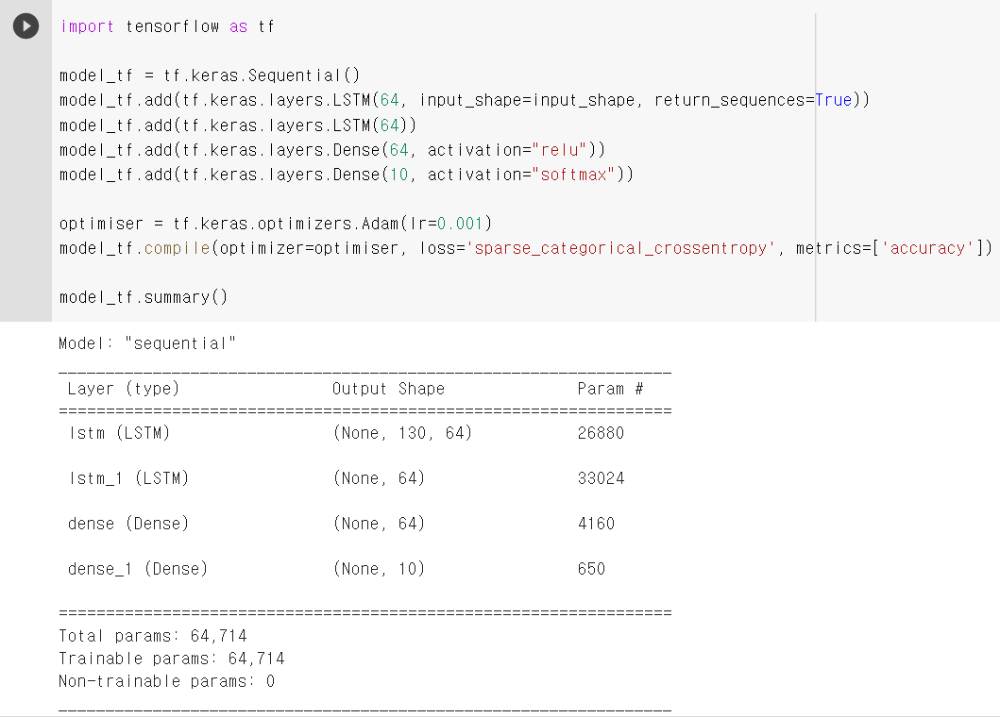 import tensorflow as tf
model_tf = tf.keras.Sequential()
model_tf.add(tf.keras.layers.LSTM(64, input_shape=input_shape, return_sequences=True))
model_tf.add(tf.keras.layers.LSTM(64))
model_tf.add(tf.keras.layers.Dense(64, activation="relu"))
model_tf.add(tf.keras.layers.Dense(10, activation="softmax"))
optimiser = tf.keras.optimizers.Adam(lr=0.001)
model_tf.compile(optimizer=optimiser, loss='sparse_categorical_crossentropy', metrics=['accuracy'])
model_tf.summary()
Model: "sequential"
_________________________________________________________________
Layer (type) Output Shape Param #
=================================================================
lstm (LSTM) (None, 130, 64) 26880
lstm_1 (LSTM) (None, 64) 33024
dense (Dense) (None, 64) 4160
dense_1 (Dense) (None, 10) 650
=================================================================
Total params: 64,714
Trainable params: 64,714
Non-trainable params: 0
_________________________________________________________________